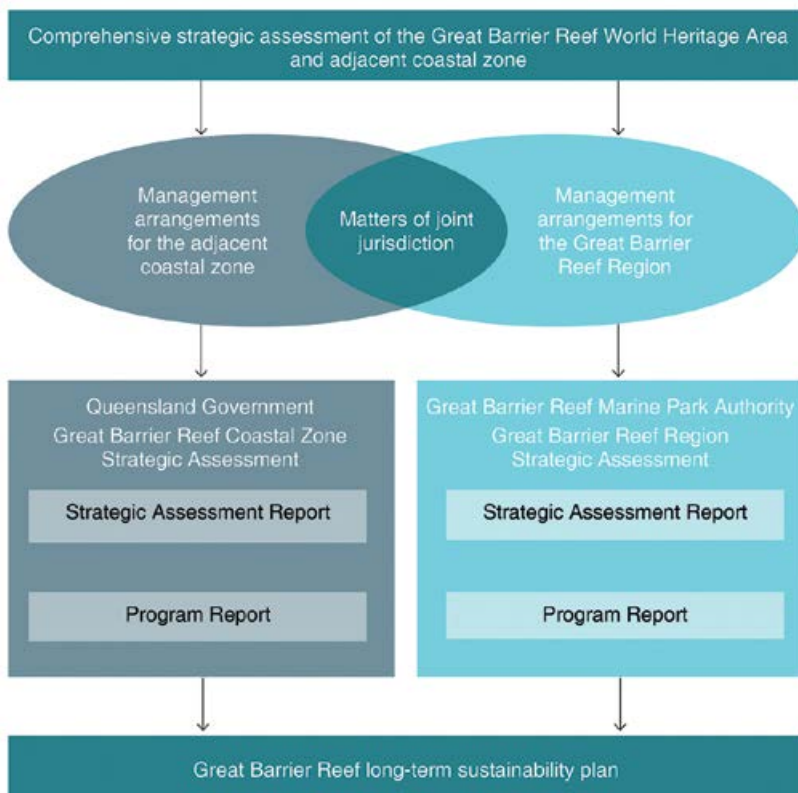 Comprehensive strategic assessment of the Great Barrier Reef World Heritage Area
and adjacent coastal zone
Management
arrangements
for the adjacent
coastal zone
Matters of joint
jurisdiction
Management
arrangements for
the Great Barrier
Reef Region
Queensland Government
Great Barrier Reef Coastal Zone
Strategic Assessment
Strategic Assessment Report
Program Report
Great Barrier Reef Marine Park Authority
Great Barrier Reef Region
Strategic Assessment
Strategic Assessment Report
Program Report
Great Barrier Reef long-term sustainability plan